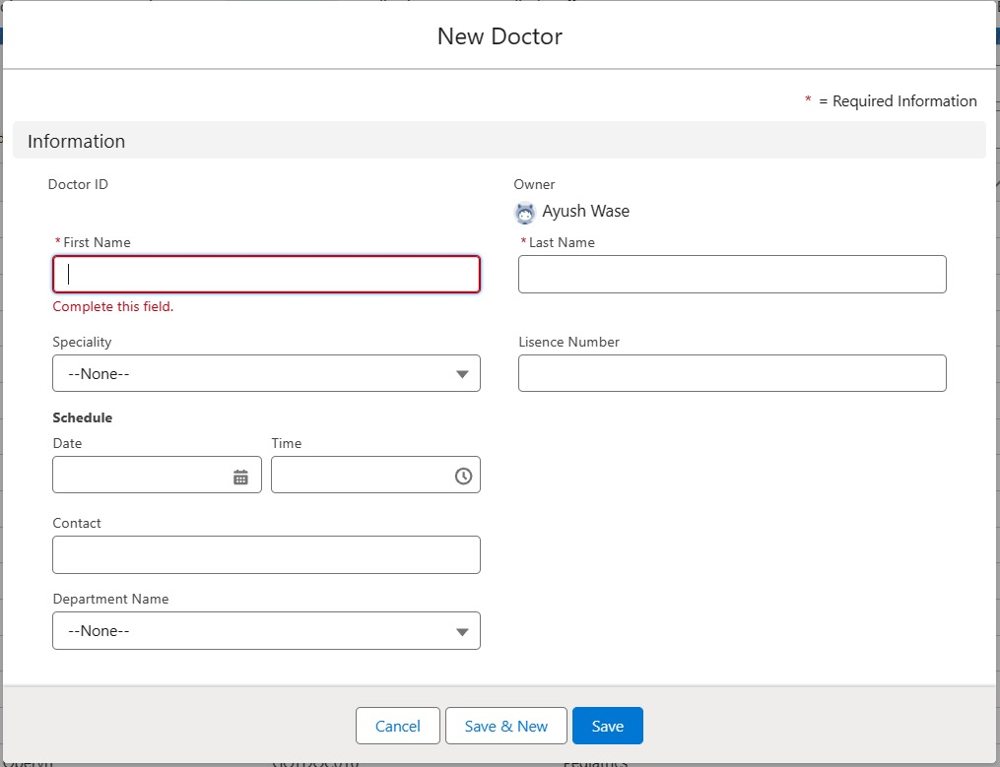 New Doctor
* = Required Information
Information
Doctor ID
Owner
Ayush Wase
*First Name
*Last Name
Complete this field.
Speciality
Lisence Number
--None--
Schedule
Date
Time
Contact
Department Name
--None--
Cancel
Save & New
Save